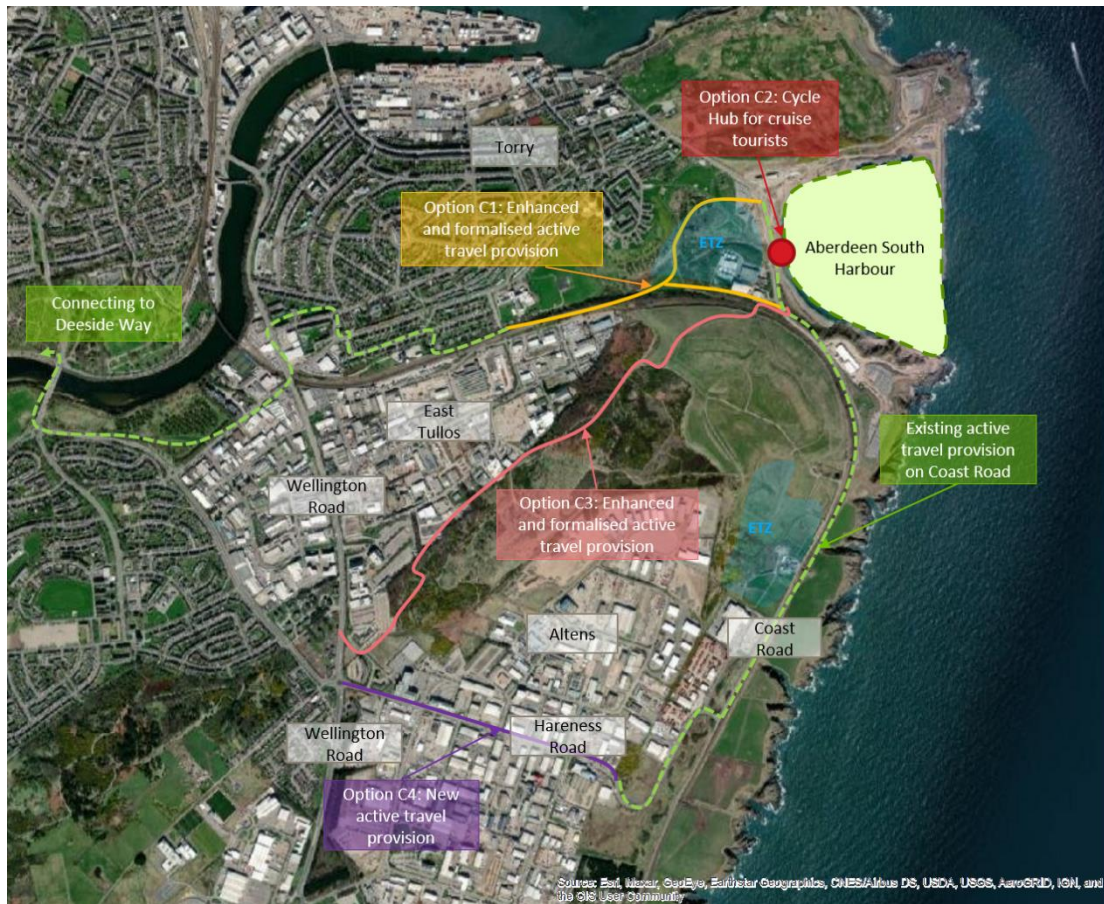 Option C2: Cycle
Hub for cruise
tourists
Torry
Option C1: Enhanced
and formalised active
travel provision
ETZ
Aberdeen South
Harbour
Connecting to
Deeside Way
East
Tullos
Existing active
travel provision
on Coast Road
Wellington
Road
Option C3: Enhanced
and formalised active
travel provision
ETZ
Altens
Coast
Road
Wellington
Road
Hareness
Road
Option C4: New
active travel
provision
Source: Esri, Maxar, GeoEye, Earthstar Geographics, CNES/Airbus DS, USDA, USGS, AeroGRID, IGN, and
the GIS User Community